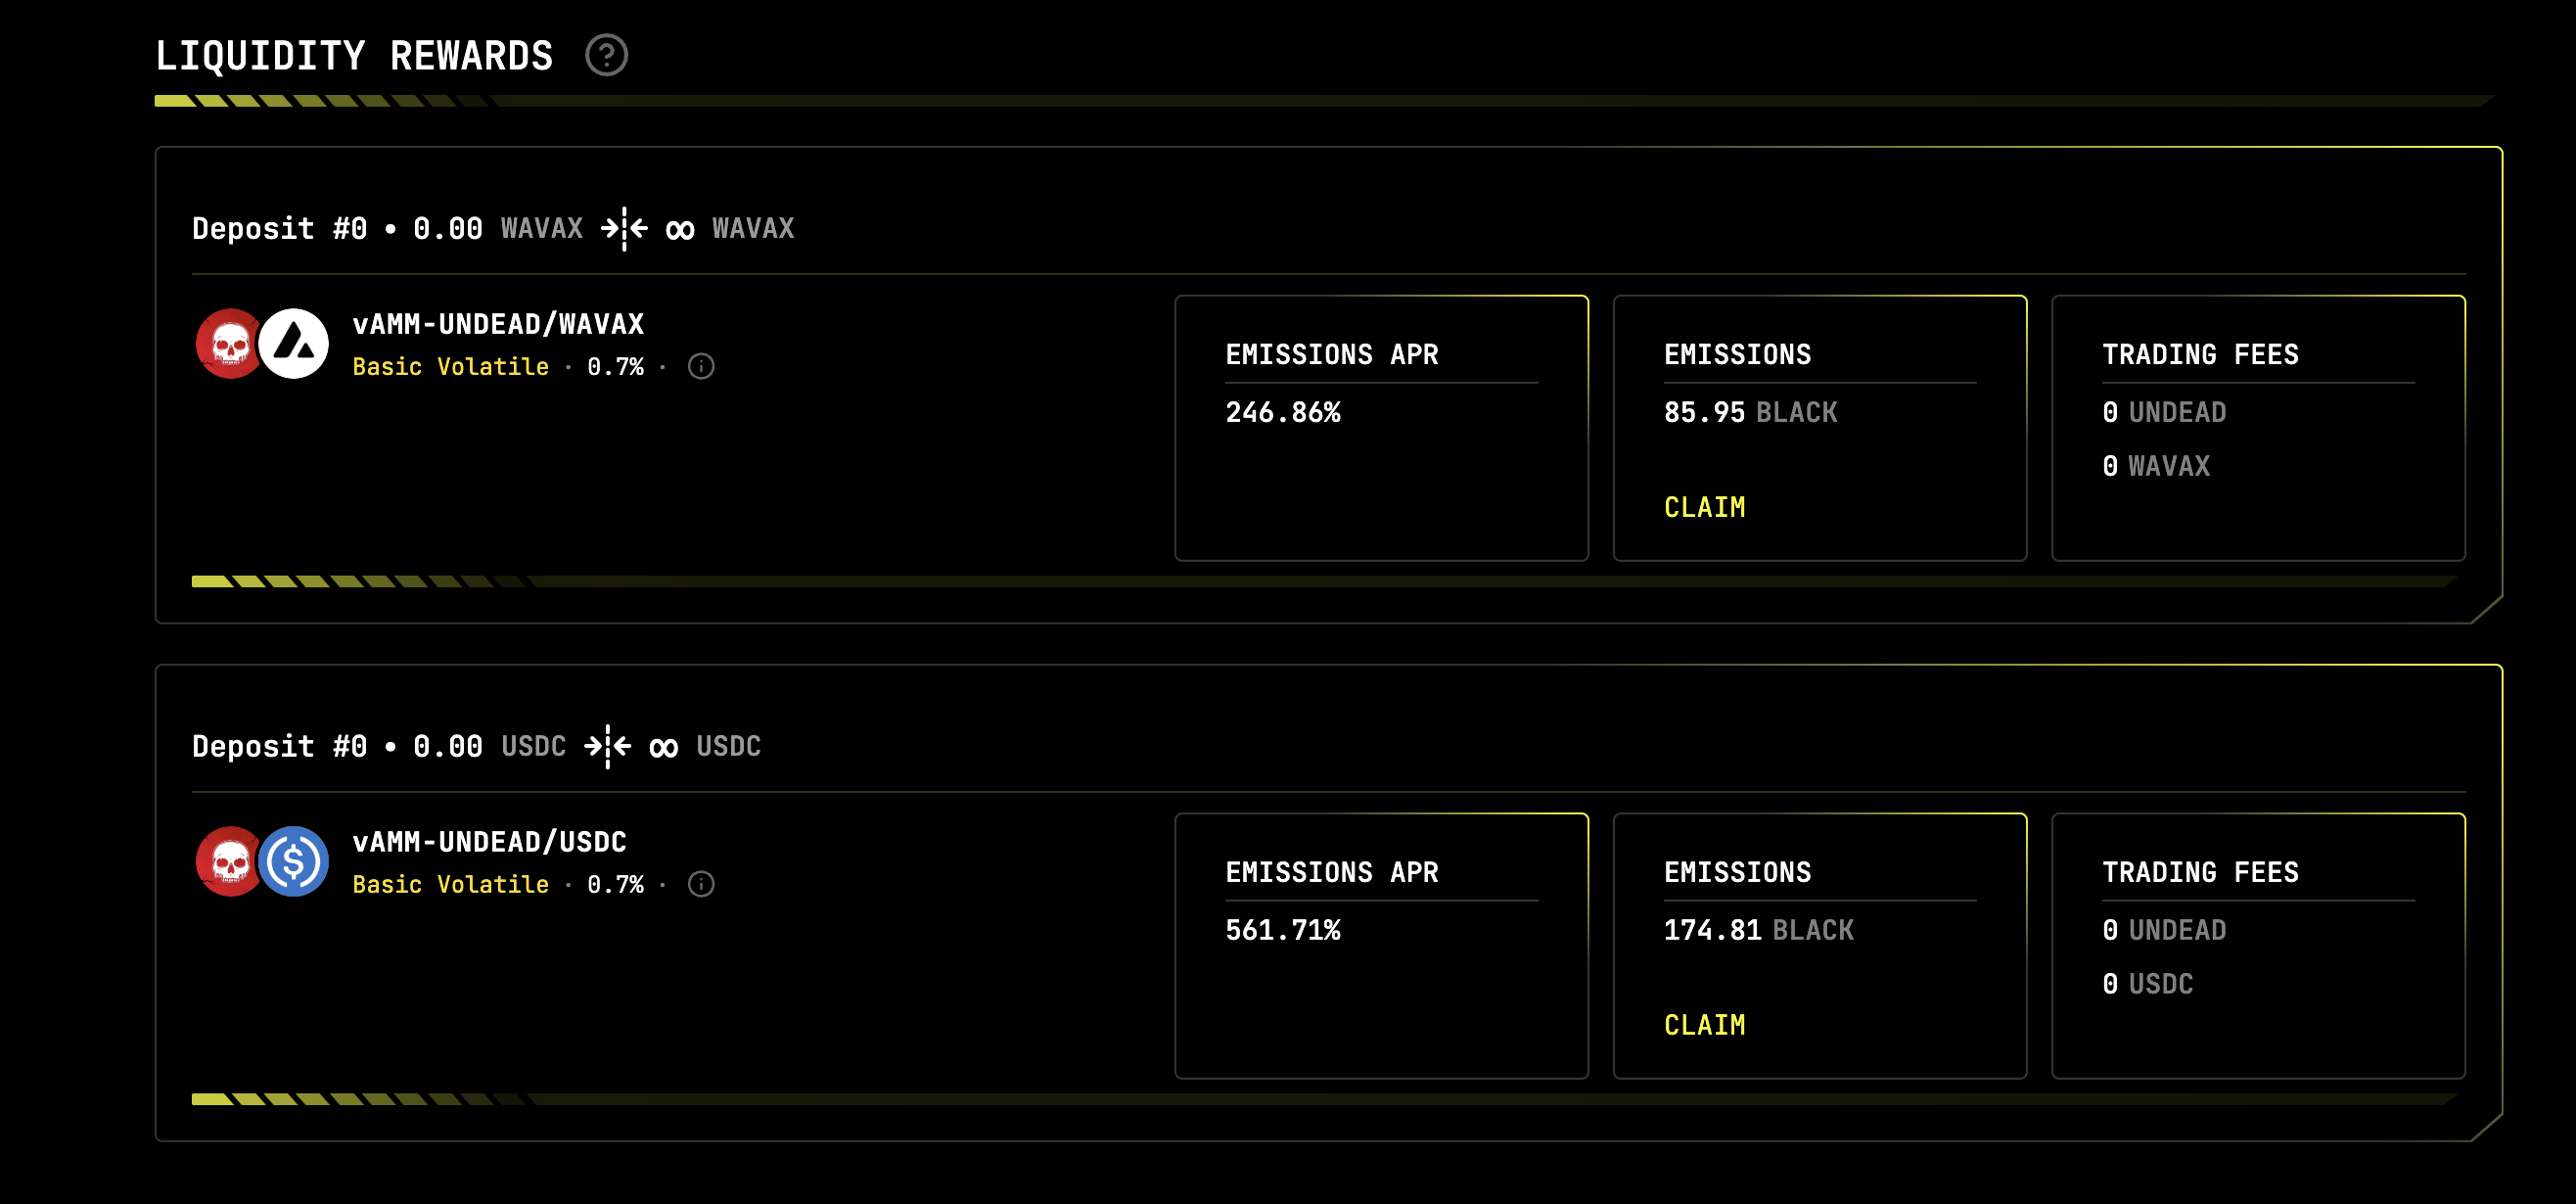 LIQUIDITY REWARDS
Deposit #0 • 0.00 WAVAX ∞ WAVAX
vAMM-UNDEAD/WAVAX
Basic Volatile · 0.7% ·
EMISSIONS APR
246.86%
EMISSIONS
85.95 BLACK
CLAIM
TRADING FEES
0 UNDEAD
0 WAVAX
Deposit #0 • 0.00 USDC ∞ USDC
vAMM-UNDEAD/USDC
Basic Volatile · 0.7% ·
EMISSIONS APR
561.71%
EMISSIONS
174.81 BLACK
CLAIM
TRADING FEES
0 UNDEAD
0 USDC